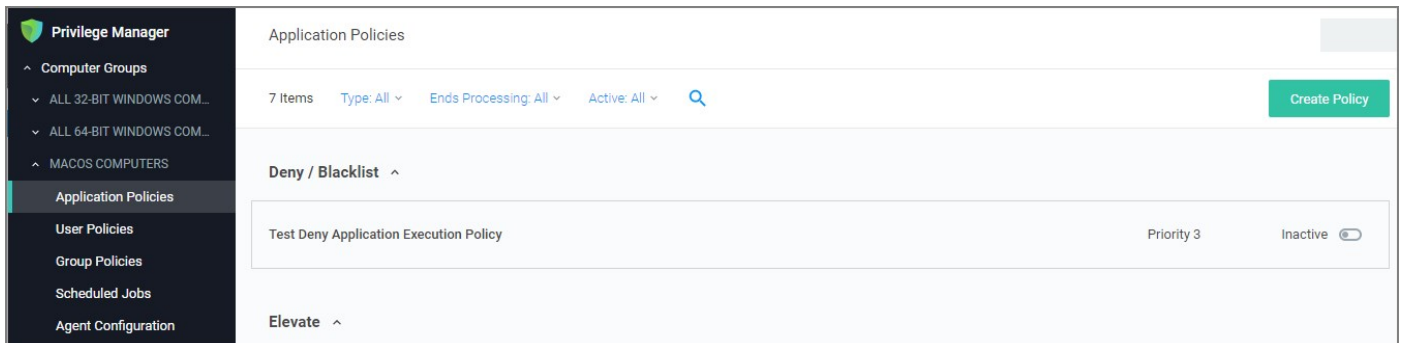 Privilege Manager
Computer Groups
ALL 32-BIT WINDOWS COM...
ALL 64-BIT WINDOWS COM...
MACOS COMPUTERS
Application Policies
User Policies
Group Policies
Scheduled Jobs
Agent Configuration
Application Policies
7 Items Type: All Ends Processing: All Active: All
Create Policy
Deny / Blacklist
Test Deny Application Execution Policy Priority 3 Inactive
Elevate